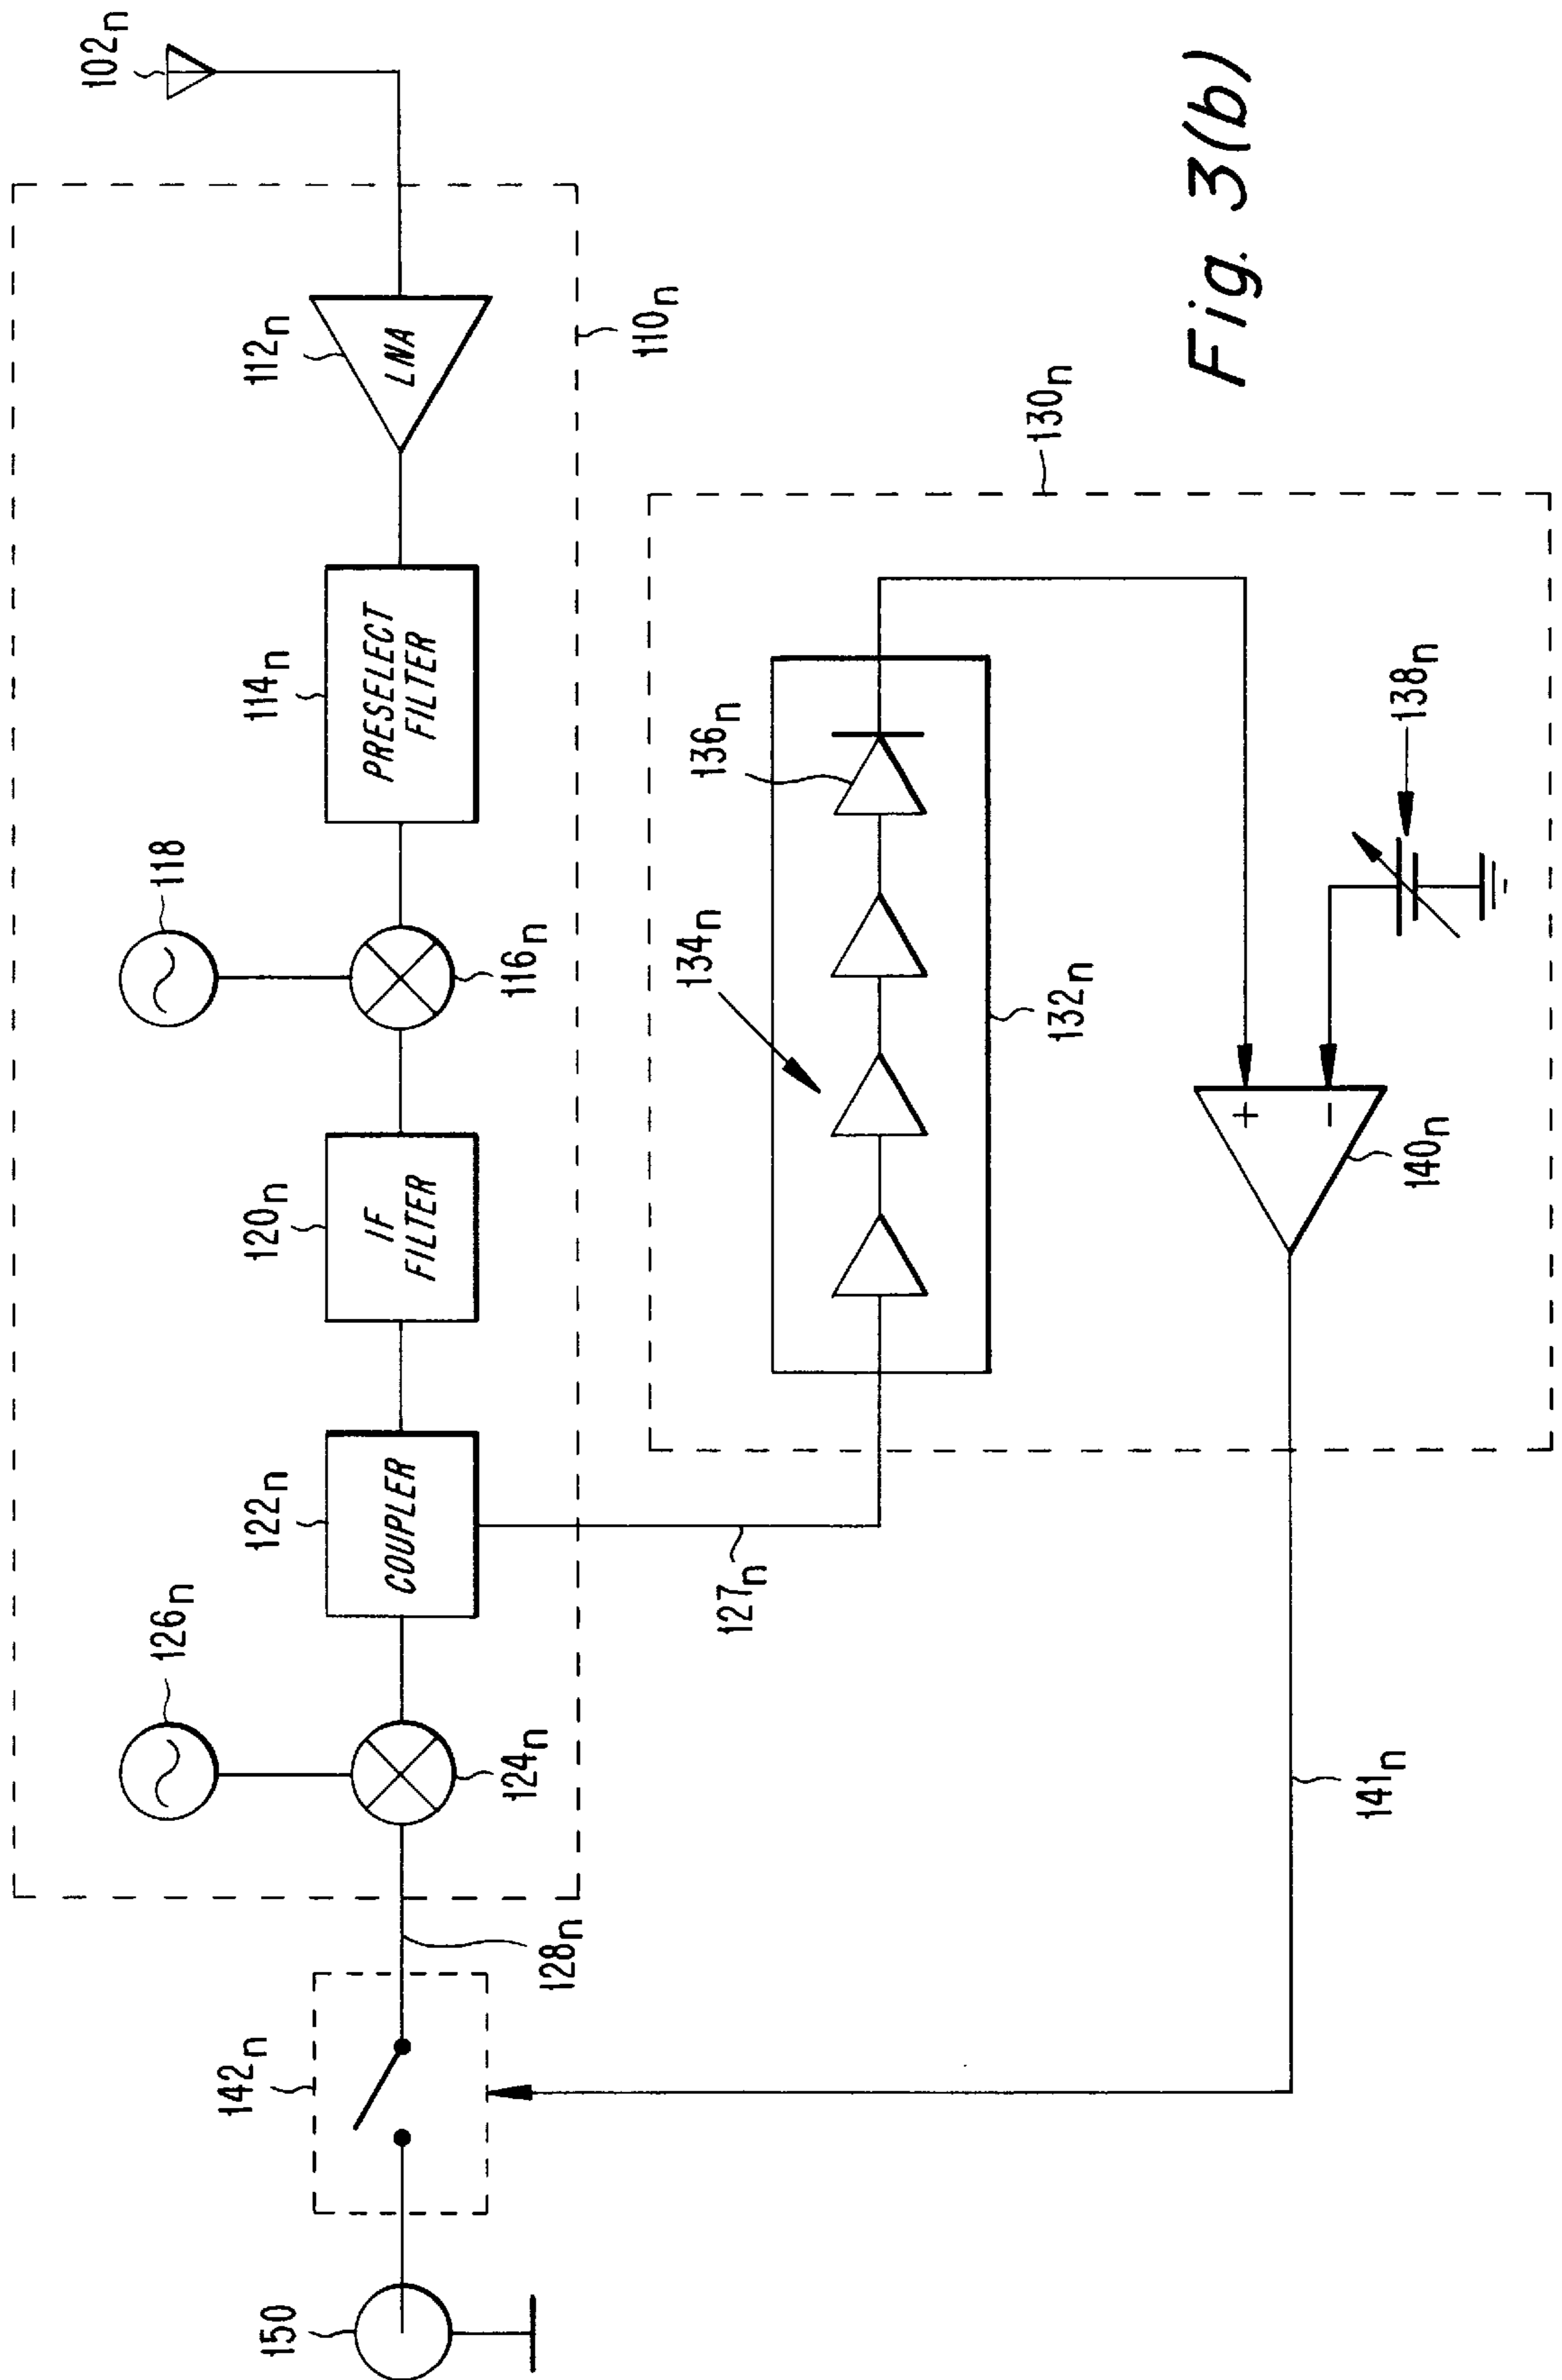 102n
112n
LNA
110n
114n
PRESELECT
FILTER
118
116n
120n
IF
FILTER
122n
COUPLER
126n
124n
127n
128n
142n
150
130n
136n
134n
132n
138n
+
−
140n
141n
Fig. 3(b)